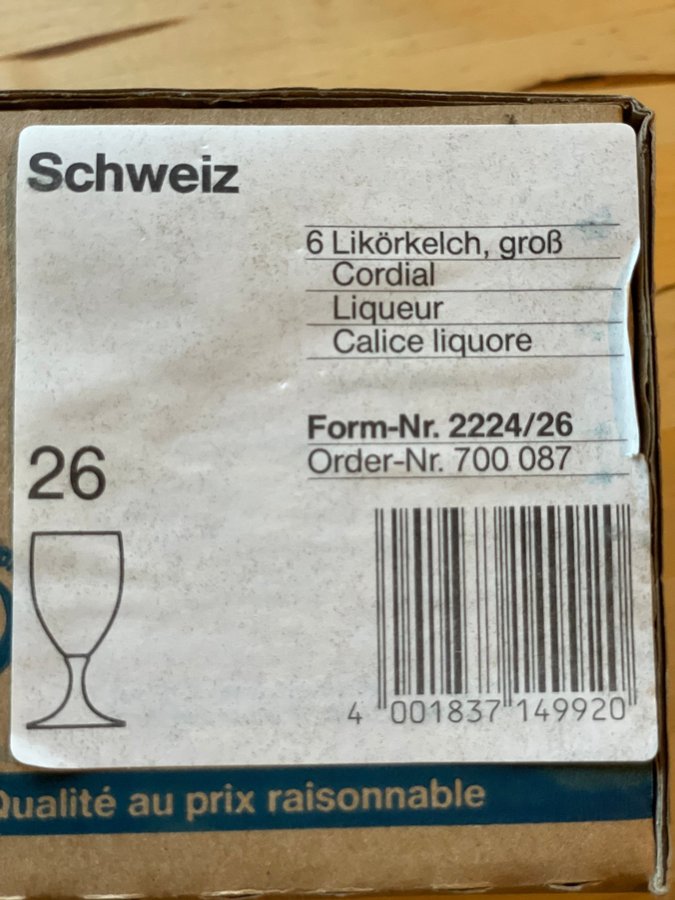 Schweiz
6 Likörkelch, groß
Cordial
Liqueur
Calice liquore
Form-Nr. 2224/26
Order-Nr. 700 087
26
4 001837 149920
Qualité au prix raisonnable